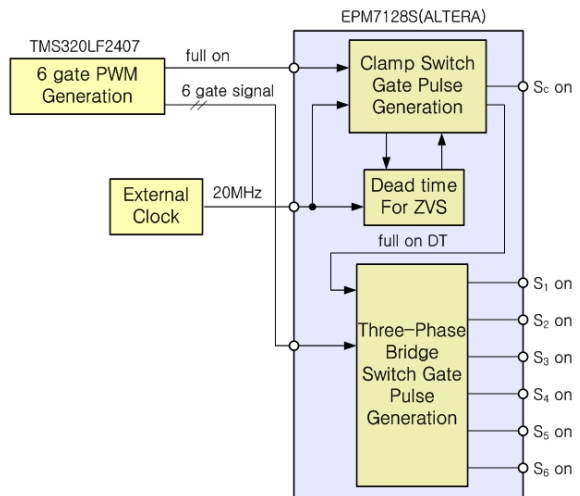 EPM7128S(ALTERA)
TMS320LF2407
6 gate PWM
Generation
full on
6 gate signal
Clamp Switch
Gate Pulse
Generation
Sc on
External
Clock
20MHz
Dead time
For ZVS
full on DT
Three-Phase
Bridge
Switch Gate
Pulse
Generation
S1 on
S2 on
S3 on
S4 on
S5 on
S6 on